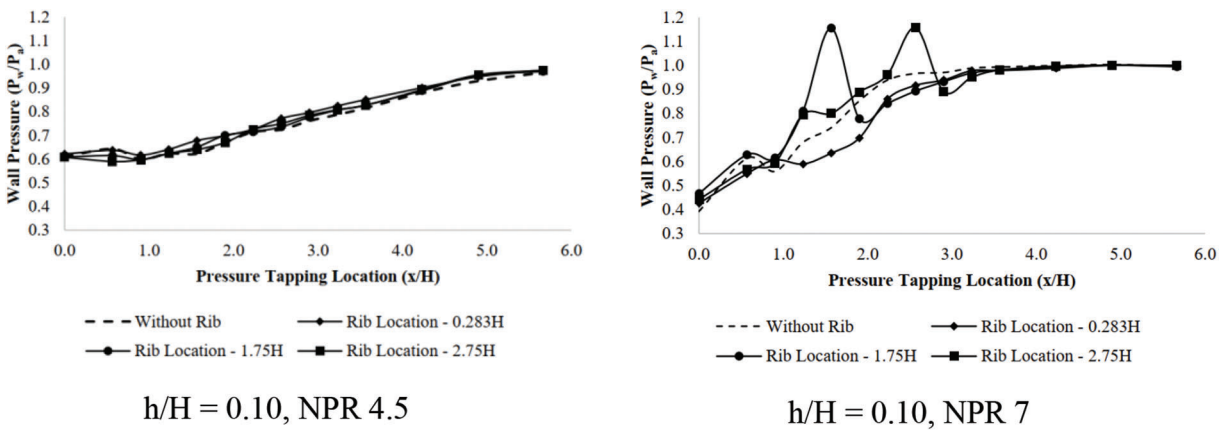 1.2
1.1
1.0
0.9
0.8
0.7
0.6
0.5
0.4
0.3
Wall Pressure (Pw/Pa)
0.0 1.0 2.0 3.0 4.0 5.0 6.0
Pressure Tapping Location (x/H)
Without Rib
Rib Location - 0.283H
Rib Location - 1.75H
Rib Location - 2.75H
h/H = 0.10, NPR 4.5
1.2
1.1
1.0
0.9
0.8
0.7
0.6
0.5
0.4
0.3
Wall Pressure (Pw/Pa)
0.0 1.0 2.0 3.0 4.0 5.0 6.0
Pressure Tapping Location (x/H)
Without Rib
Rib Location - 0.283H
Rib Location - 1.75H
Rib Location - 2.75H
h/H = 0.10, NPR 7